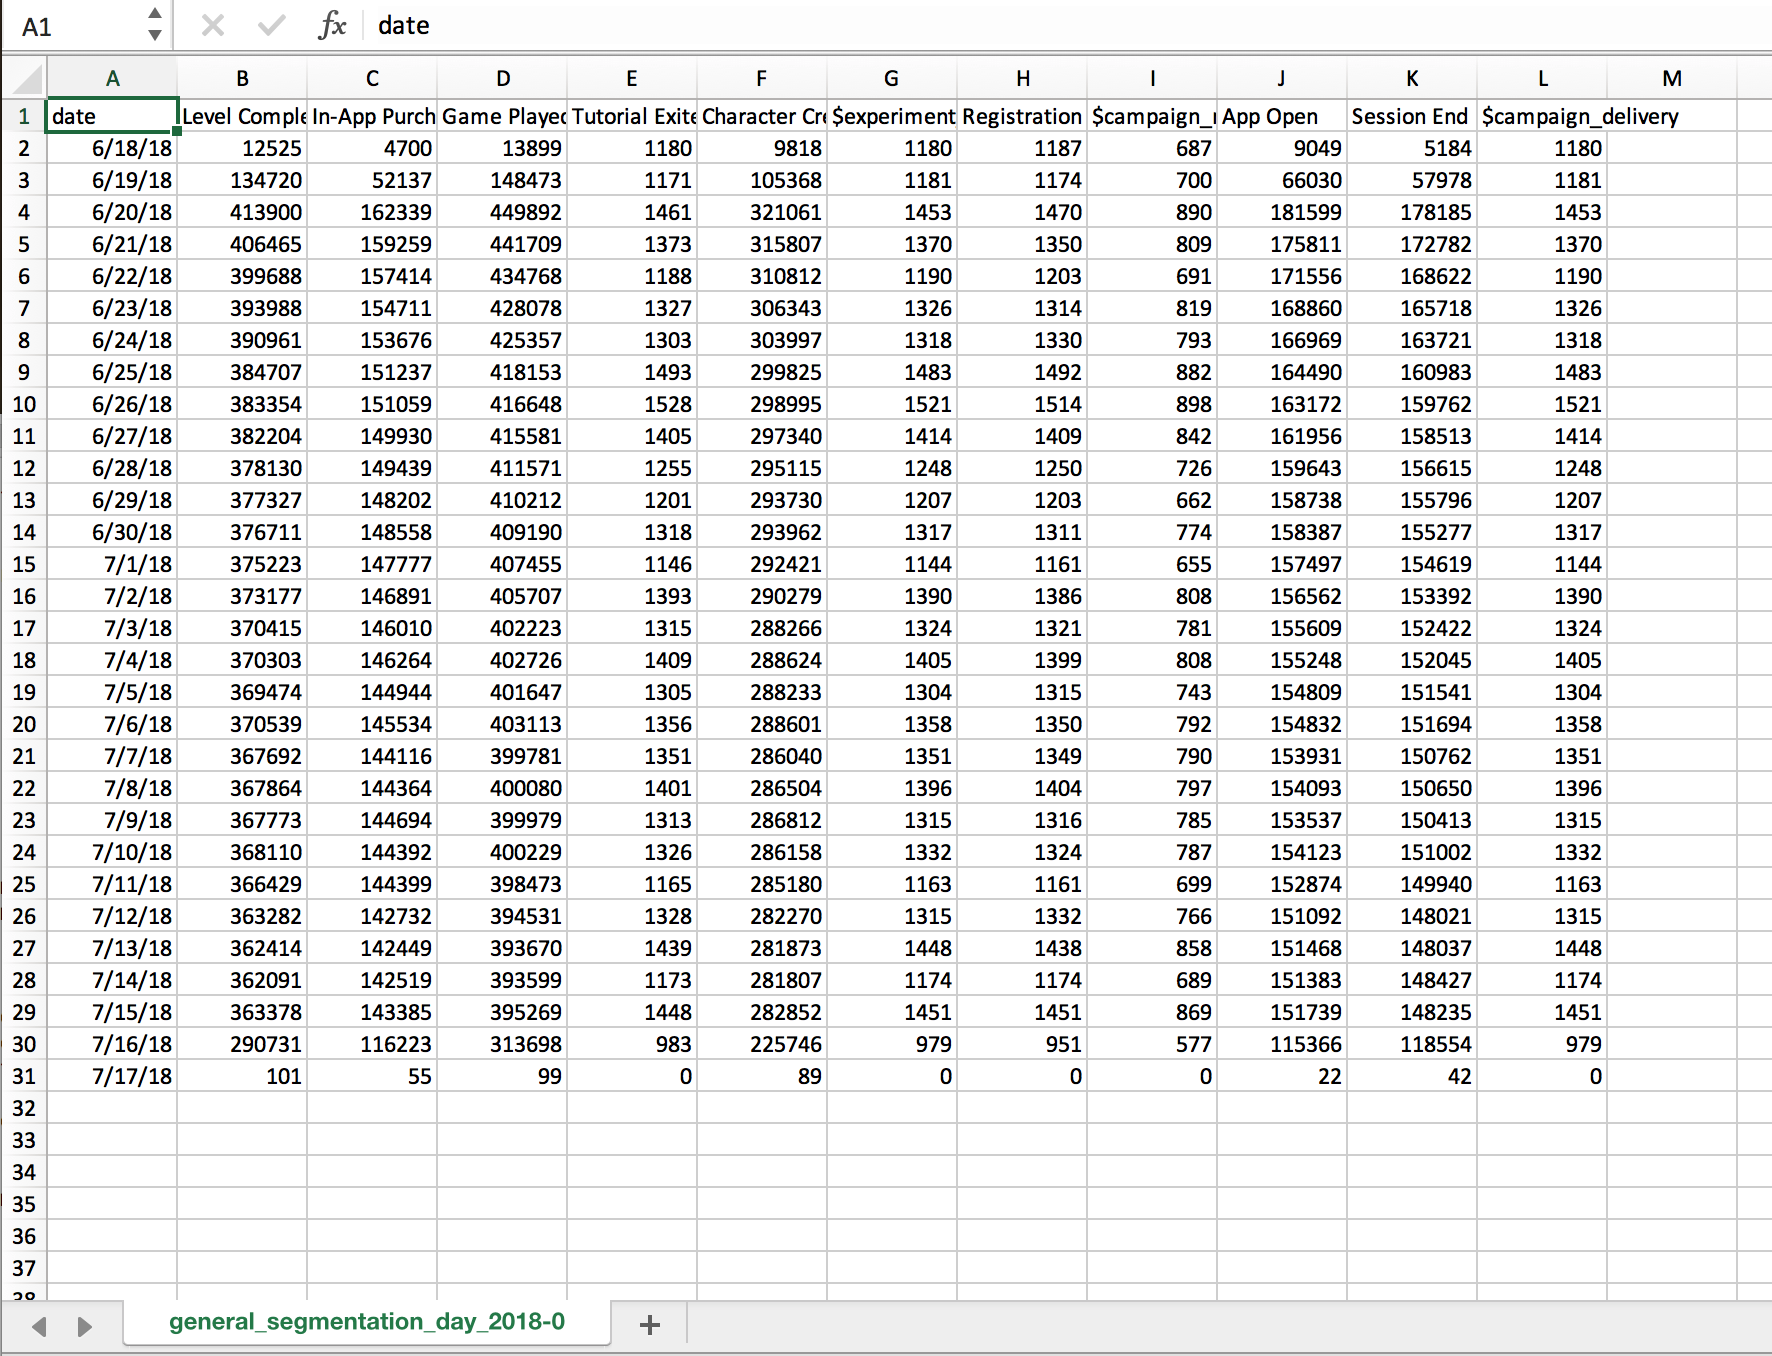 A1 fx date
A B C D E F G H I J K L M
1 date Level Comple In-App Purch Game Played Tutorial Exite Character Cre $experiment Registration $campaign_ App Open Session End $campaign_delivery
2 6/18/18 12525 4700 13899 1180 9818 1180 1187 687 9049 5184 1180
3 6/19/18 134720 52137 148473 1171 105368 1181 1174 700 66030 57978 1181
4 6/20/18 413900 162339 449892 1461 321061 1453 1470 890 181599 178185 1453
5 6/21/18 406465 159259 441709 1373 315807 1370 1350 809 175811 172782 1370
6 6/22/18 399688 157414 434768 1188 310812 1190 1203 691 171556 168622 1190
7 6/23/18 393988 154711 428078 1327 306343 1326 1314 819 168860 165718 1326
8 6/24/18 390961 153676 425357 1303 303997 1318 1330 793 166969 163721 1318
9 6/25/18 384707 151237 418153 1493 299825 1483 1492 882 164490 160983 1483
10 6/26/18 383354 151059 416648 1528 298995 1521 1514 898 163172 159762 1521
11 6/27/18 382204 149930 415581 1405 297340 1414 1409 842 161956 158513 1414
12 6/28/18 378130 149439 411571 1255 295115 1248 1250 726 159643 156615 1248
13 6/29/18 377327 148202 410212 1201 293730 1207 1203 662 158738 155796 1207
14 6/30/18 376711 148558 409190 1318 293962 1317 1311 774 158387 155277 1317
15 7/1/18 375223 147777 407455 1146 292421 1144 1161 655 157497 154619 1144
16 7/2/18 373177 146891 405707 1393 290279 1390 1386 808 156562 153392 1390
17 7/3/18 370415 146010 402223 1315 288266 1324 1321 781 155609 152422 1324
18 7/4/18 370303 146264 402726 1409 288624 1405 1399 808 155248 152045 1405
19 7/5/18 369474 144944 401647 1305 288233 1304 1315 743 154809 151541 1304
20 7/6/18 370539 145534 403113 1356 288601 1358 1350 792 154832 151694 1358
21 7/7/18 367692 144116 399781 1351 286040 1351 1349 790 153931 150762 1351
22 7/8/18 367864 144364 400080 1401 286504 1396 1404 797 154093 150650 1396
23 7/9/18 367773 144694 399979 1313 286812 1315 1316 785 153537 150413 1315
24 7/10/18 368110 144392 400229 1326 286158 1332 1324 787 154123 151002 1332
25 7/11/18 366429 144399 398473 1165 285180 1163 1161 699 152874 149940 1163
26 7/12/18 363282 142732 394531 1328 282270 1315 1332 766 151092 148021 1315
27 7/13/18 362414 142449 393670 1439 281873 1448 1438 858 151468 148037 1448
28 7/14/18 362091 142519 393599 1173 281807 1174 1174 689 151383 148427 1174
29 7/15/18 363378 143385 395269 1448 282852 1451 1451 869 151739 148235 1451
30 7/16/18 290731 116223 313698 983 225746 979 951 577 115366 118554 979
31 7/17/18 101 55 99 0 89 0 0 0 22 42 0
32
33
34
35
36
37
38
general_segmentation_day_2018-0 +